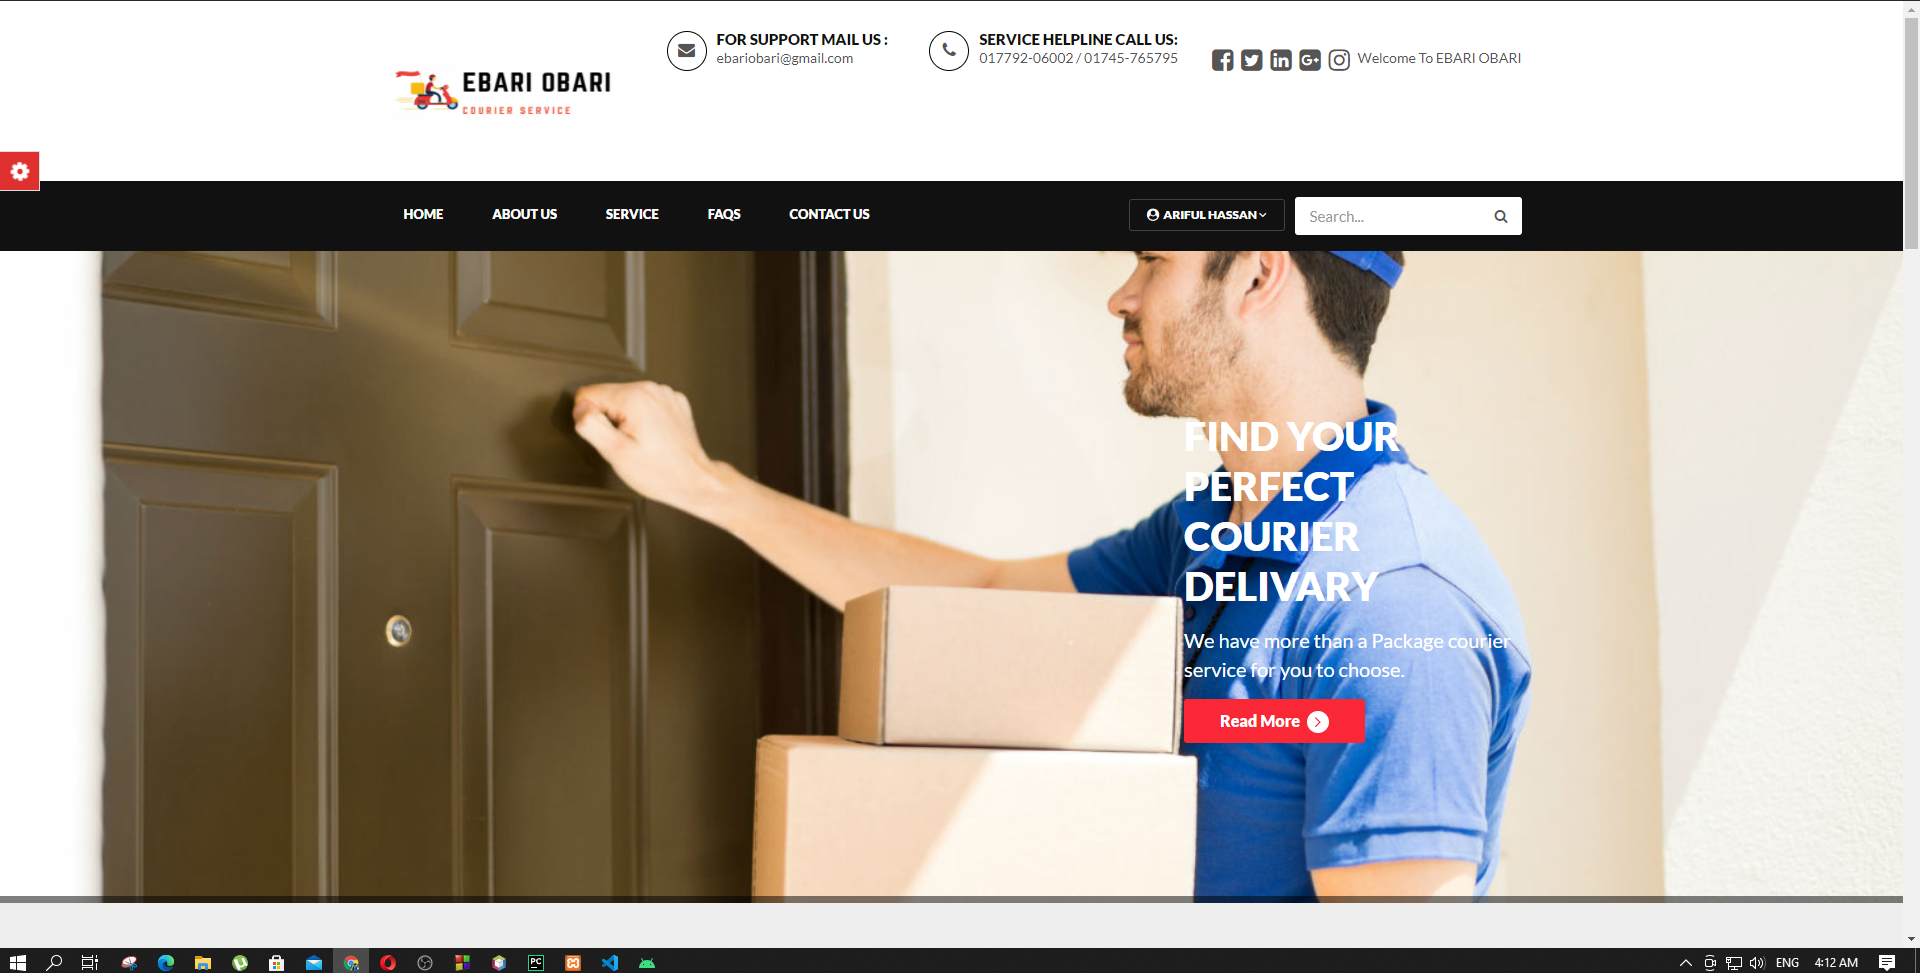 EBARI OBARI
COURIER SERVICE
FOR SUPPORT MAIL US :
ebariobari@gmail.com
SERVICE HELPLINE CALL US:
017792-06002 / 01745-765795
Welcome To EBARI OBARI
HOME
ABOUT US
SERVICE
FAQS
CONTACT US
ARIFUL HASSAN
Search...
FIND YOUR
PERFECT
COURIER
DELIVARY
We have more than a Package courier
service for you to choose.
Read More
ENG
4:12 AM